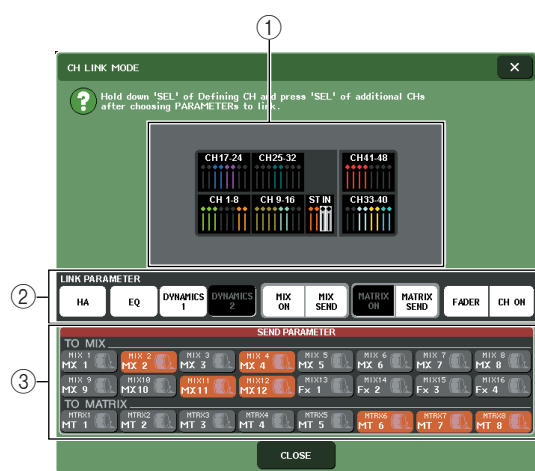 ①
CH LINK MODE
×
? Hold down 'SEL' of Defining CH and press 'SEL' of additional CHs
after choosing PARAMETERs to link.
CH17-24 CH25-32 CH41-48
CH 1-8 CH 9-16 ST IN CH33-40
②
LINK PARAMETER
HA EQ DYNAMICS 1 DYNAMICS 2 MIX ON MIX SEND MATRIX ON MATRIX SEND FADER CH ON
③
SEND PARAMETER
TO MIX
MIX 1 MIX 2 MIX 3 MIX 4 MIX 5 MIX 6 MIX 7 MIX 8
MX 1 MX 2 MX 3 MX 4 MX 5 MX 6 MX 7 MX 8
MIX 9 MIX10 MIX11 MIX12 MIX13 MIX14 MIX15 MIX16
MX 9 MX10 MX11 MX12 Fx 1 Fx 2 Fx 3 Fx 4
TO MATRIX
MTRX1 MTRX2 MTRX3 MTRX4 MTRX5 MTRX6 MTRX7 MTRX8
MT 1 MT 2 MT 3 MT 4 MT 5 MT 6 MT 7 MT 8
CLOSE